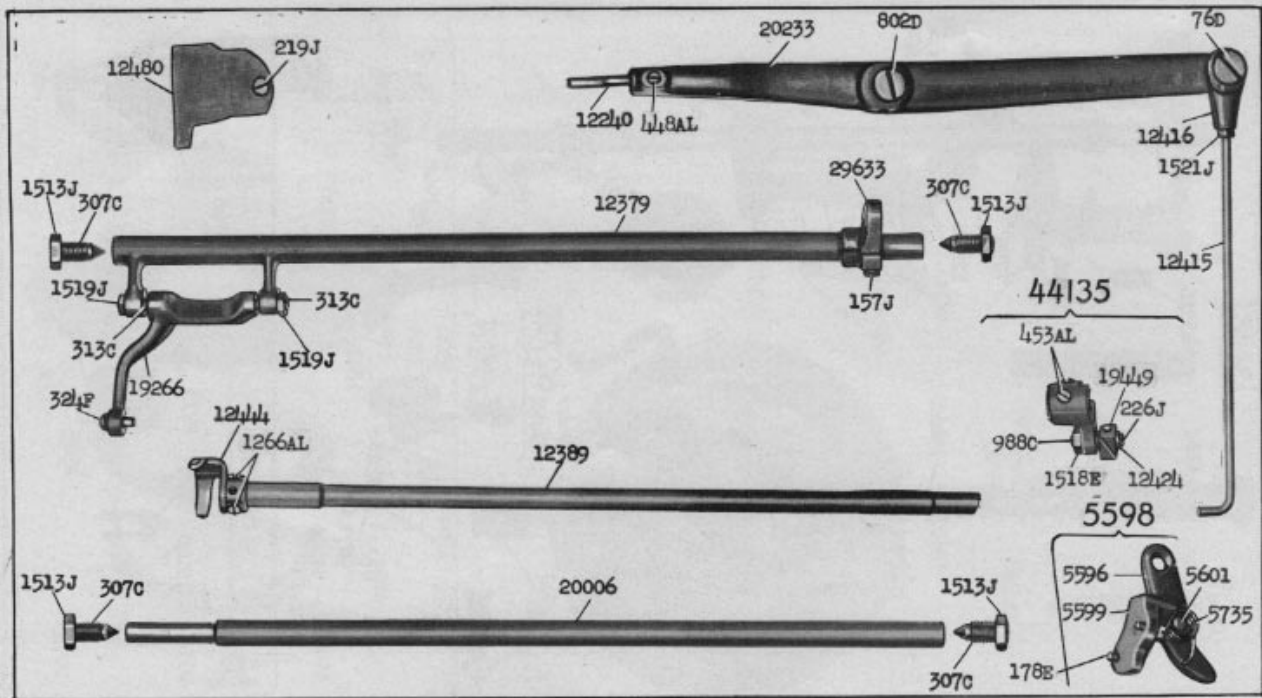 219J
12480
20233
802D
76D
12240
448AL
12416
1521J
12415
1513J
307C
12379
29633
307C
1513J
157J
1519J
313C
313C
1519J
19266
324F
44135
453AL
19449
226J
988C
1518E
12424
12444
1266AL
12389
5598
5596
5601
5599
5735
178E
1513J
307C
20006
1513J
307C